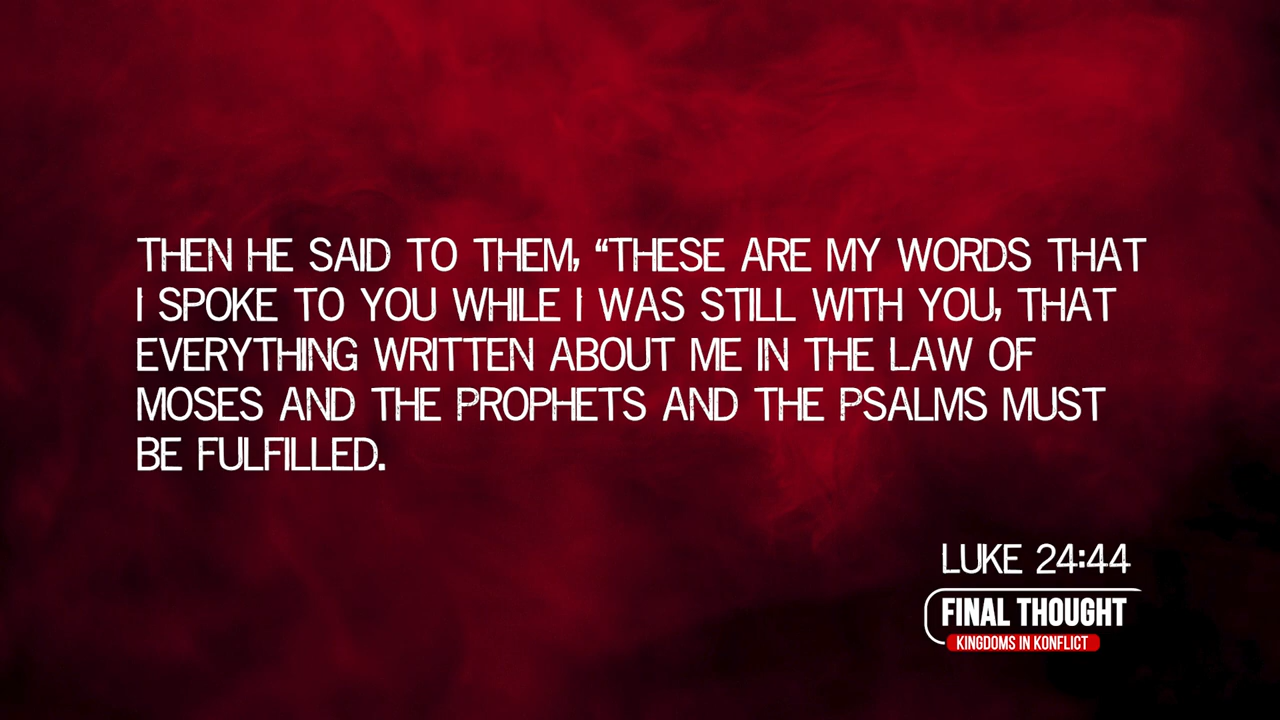 THEN HE SAID TO THEM, “THESE ARE MY WORDS THAT
I SPOKE TO YOU WHILE I WAS STILL WITH YOU, THAT
EVERYTHING WRITTEN ABOUT ME IN THE LAW OF
MOSES AND THE PROPHETS AND THE PSALMS MUST
BE FULFILLED.
LUKE 24:44
FINAL THOUGHT
KINGDOMS IN KONFLICT